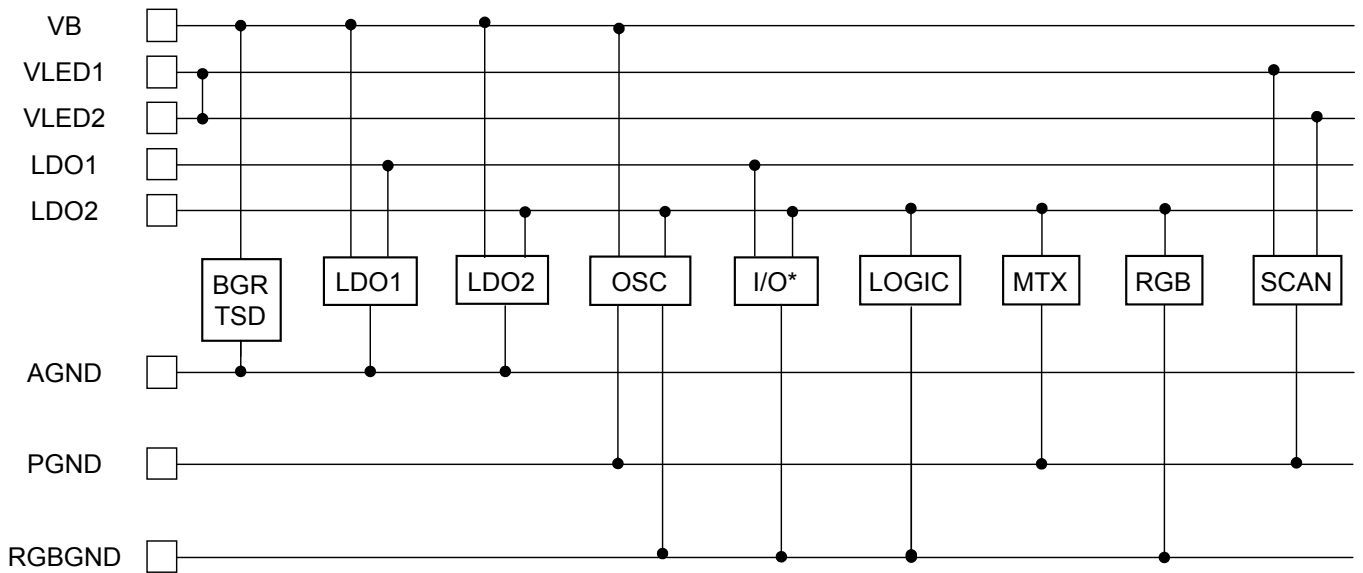 VB
VLED1
VLED2
LDO1
LDO2
BGR
TSD
LDO1
LDO2
OSC
I/O*
LOGIC
MTX
RGB
SCAN
AGND
PGND
RGBGND